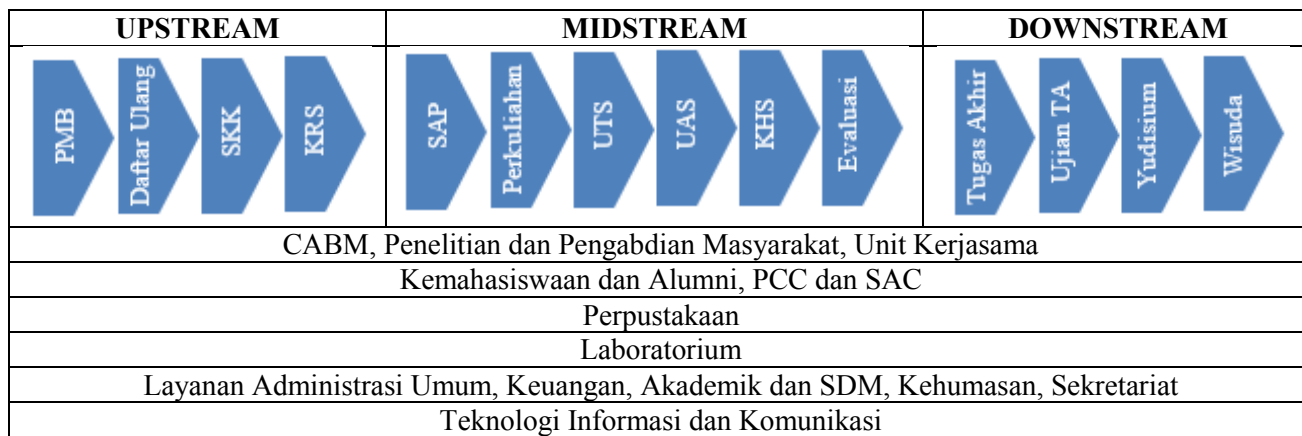 UPSTREAM
MIDSTREAM
DOWNSTREAM
PMB
Daftar Ulang
SKK
KRS
SAP
Perkuliahan
UTS
UAS
KHS
Evaluasi
Tugas Akhir
Ujian TA
Yudisium
Wisuda
CABM, Penelitian dan Pengabdian Masyarakat, Unit Kerjasama
Kemahasiswaan dan Alumni, PCC dan SAC
Perpustakaan
Laboratorium
Layanan Administrasi Umum, Keuangan, Akademik dan SDM, Kehumasan, Sekretariat
Teknologi Informasi dan Komunikasi